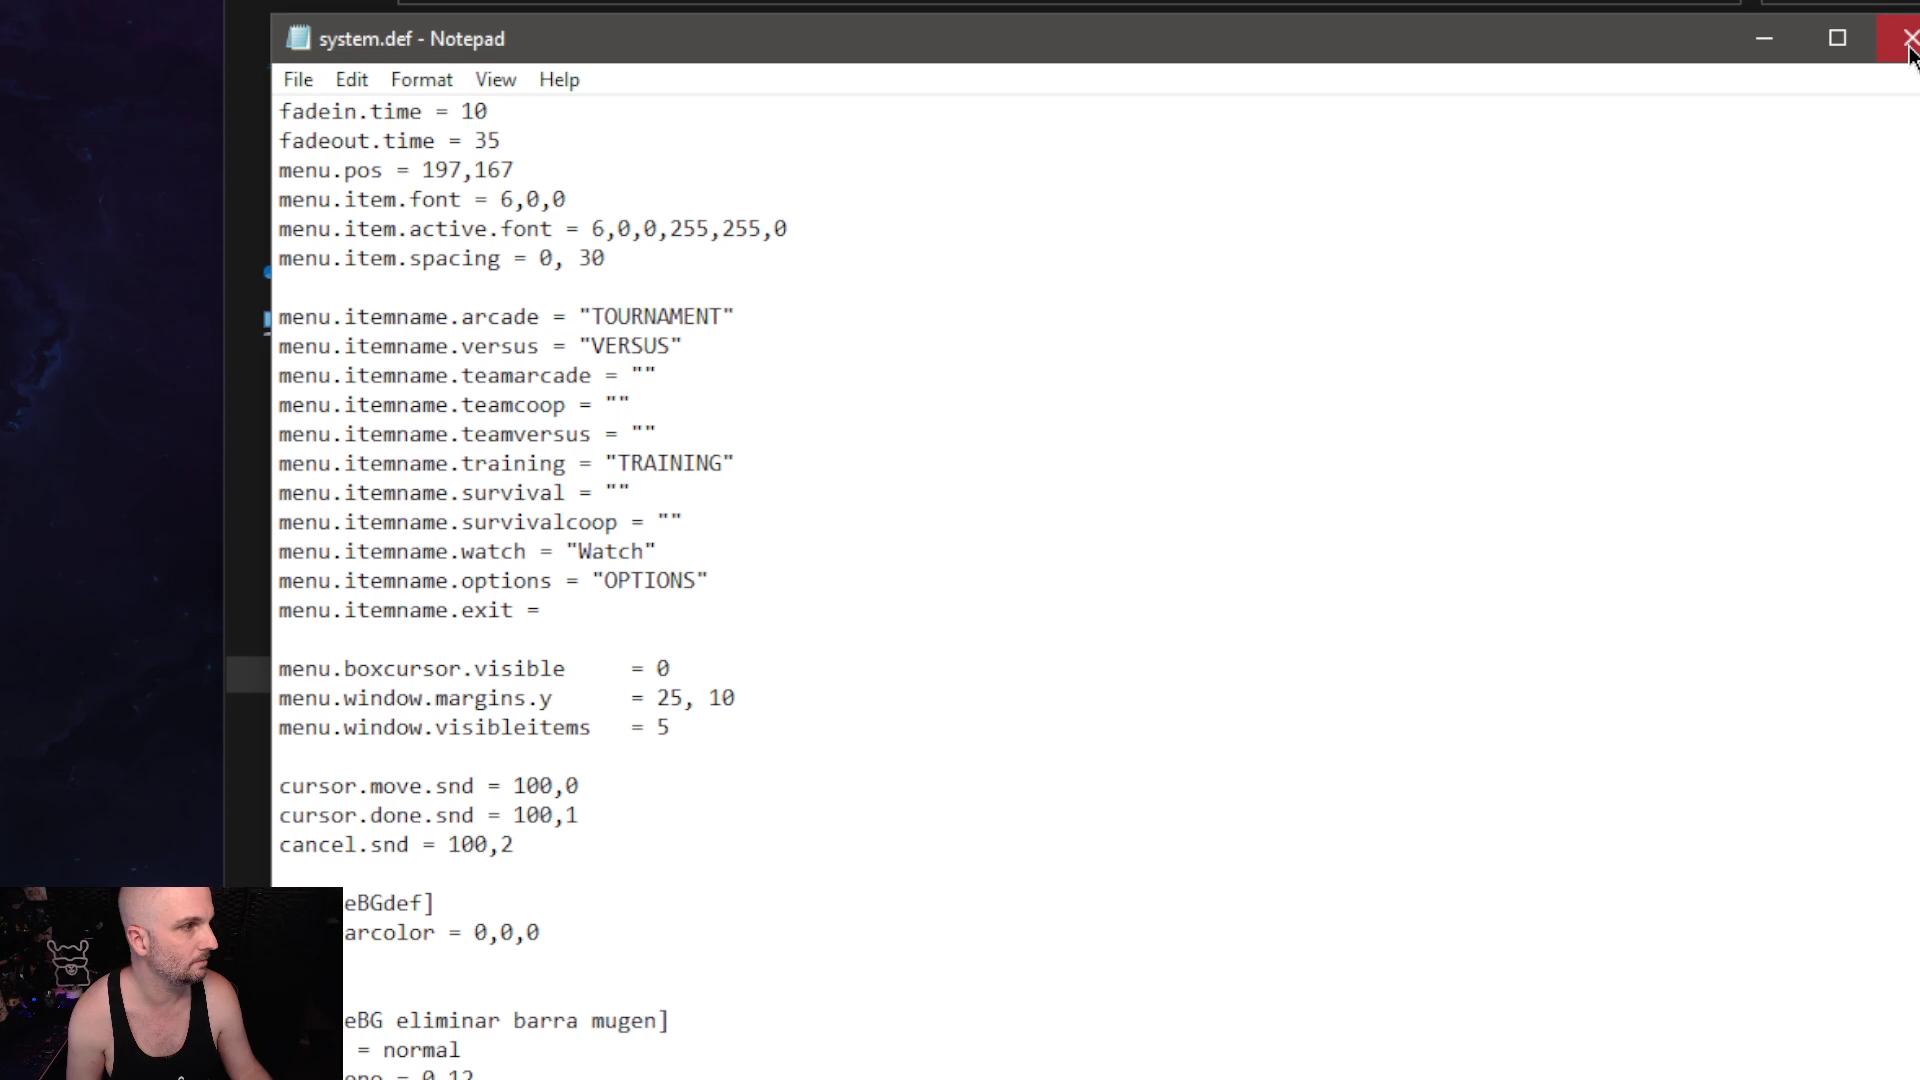 system.def - Notepad
File Edit Format View Help
fadein.time = 10
fadeout.time = 35
menu.pos = 197,167
menu.item.font = 6,0,0
menu.item.active.font = 6,0,0,255,255,0
menu.item.spacing = 0, 30
menu.itemname.arcade = "TOURNAMENT"
menu.itemname.versus = "VERSUS"
menu.itemname.teamarcade = ""
menu.itemname.teamcoop = ""
menu.itemname.teamversus = ""
menu.itemname.training = "TRAINING"
menu.itemname.survival = ""
menu.itemname.survivalcoop = ""
menu.itemname.watch = "Watch"
menu.itemname.options = "OPTIONS"
menu.itemname.exit =
menu.boxcursor.visible = 0
menu.window.margins.y = 25, 10
menu.window.visibleitems = 5
cursor.move.snd = 100,0
cursor.done.snd = 100,1
cancel.snd = 100,2
eBGdef]
arcolor = 0,0,0
eBG eliminar barra mugen]
= normal
= 0,12